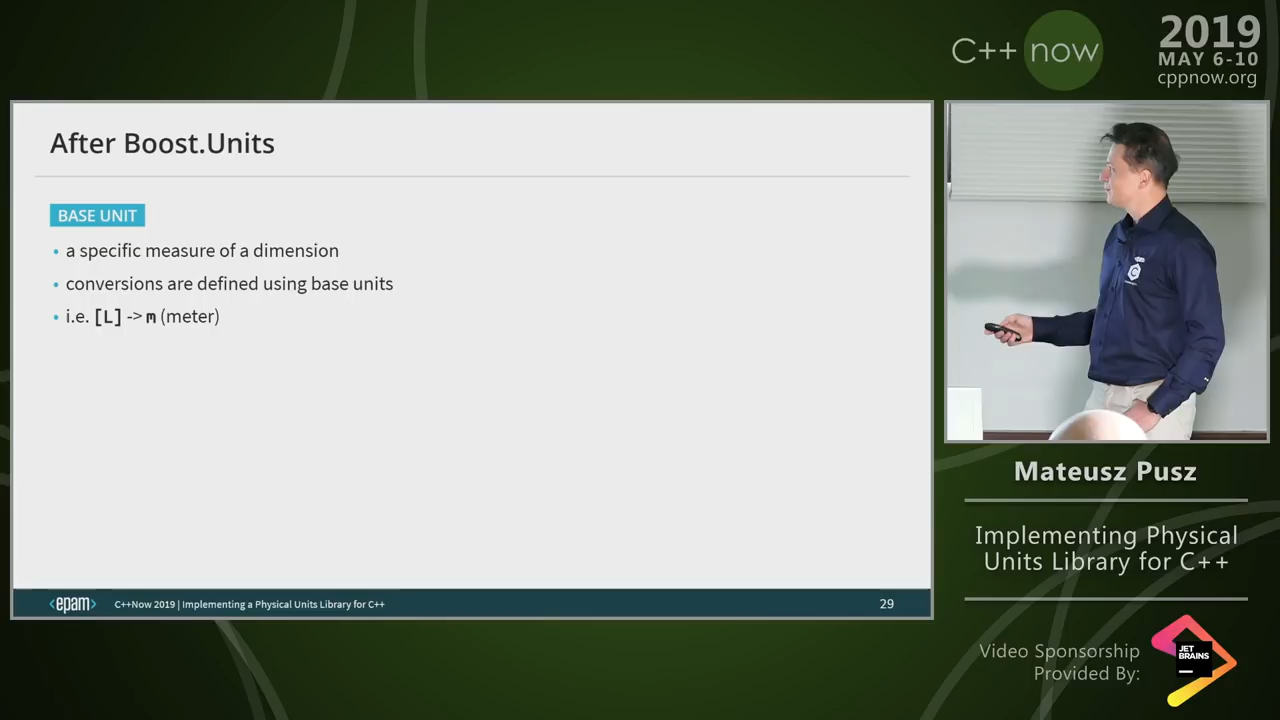 C++ now
2019
MAY 6-10
cppnow.org
After Boost.Units
BASE UNIT
• a specific measure of a dimension
• conversions are defined using base units
• i.e. [L] -> m (meter)
<epam>
C++Now 2019 | Implementing a Physical Units Library for C++
29
Mateusz Pusz
Implementing Physical
Units Library for C++
Video Sponsorship
Provided By:
JET
BRAINS